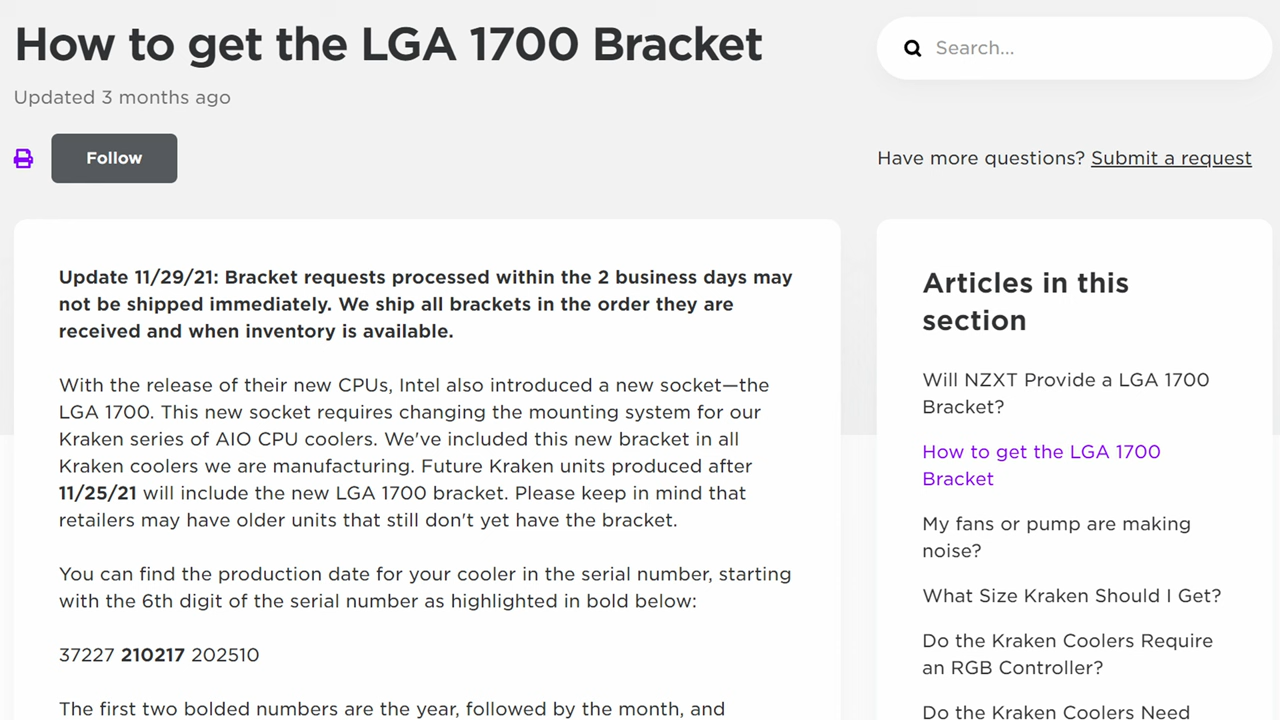 How to get the LGA 1700 Bracket
Search...
Updated 3 months ago
Follow
Have more questions? Submit a request
Update 11/29/21: Bracket requests processed within the 2 business days may
not be shipped immediately. We ship all brackets in the order they are
received and when inventory is available.
With the release of their new CPUs, Intel also introduced a new socket—the
LGA 1700. This new socket requires changing the mounting system for our
Kraken series of AIO CPU coolers. We've included this new bracket in all
Kraken coolers we are manufacturing. Future Kraken units produced after
11/25/21 will include the new LGA 1700 bracket. Please keep in mind that
retailers may have older units that still don't yet have the bracket.
You can find the production date for your cooler in the serial number, starting
with the 6th digit of the serial number as highlighted in bold below:
37227 210217 202510
The first two bolded numbers are the year, followed by the month, and
Articles in this
section
Will NZXT Provide a LGA 1700
Bracket?
How to get the LGA 1700
Bracket
My fans or pump are making
noise?
What Size Kraken Should I Get?
Do the Kraken Coolers Require
an RGB Controller?
Do the Kraken Coolers Need